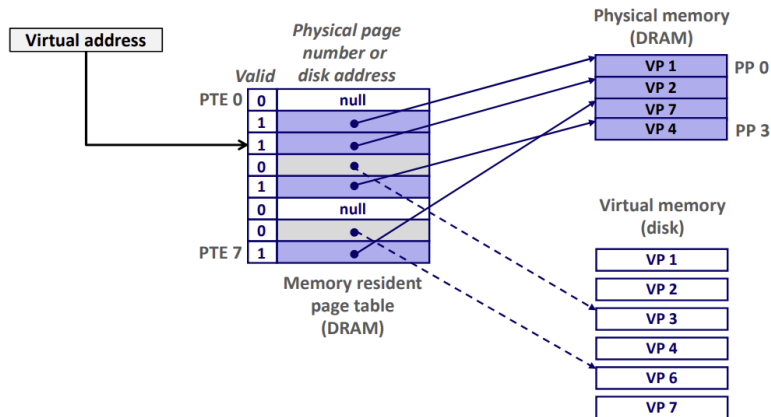 Virtual address
Physical page
number or
disk address
Valid
PTE 0
0
null
1
1
0
1
0
null
0
PTE 7
1
Memory resident
page table
(DRAM)
Physical memory
(DRAM)
VP 1
PP 0
VP 2
VP 7
VP 4
PP 3
Virtual memory
(disk)
VP 1
VP 2
VP 3
VP 4
VP 6
VP 7